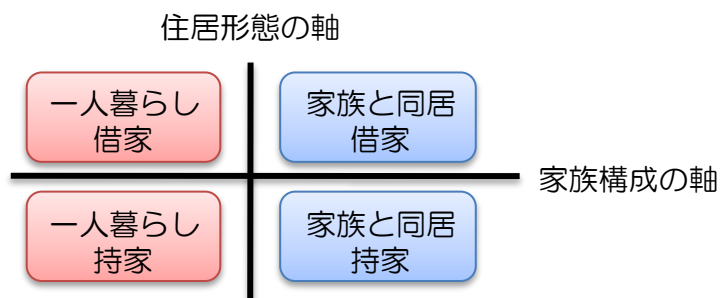 住居形態の軸
一人暮らし
借家
家族と同居
借家
家族構成の軸
一人暮らし
持家
家族と同居
持家